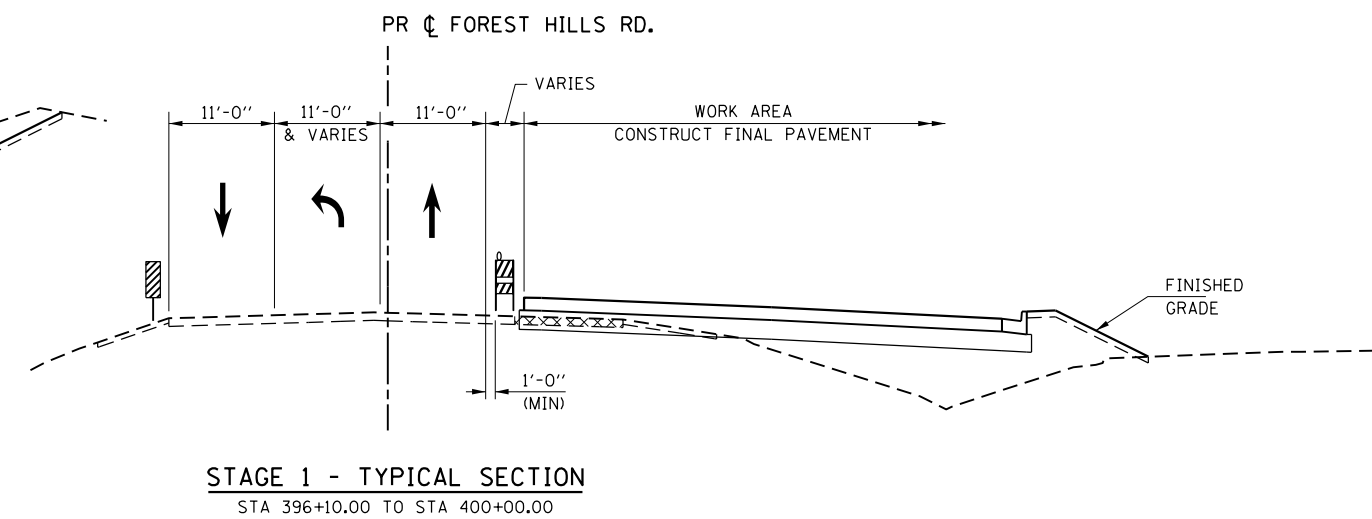 PR ℄ FOREST HILLS RD.
VARIES
11'-0"
11'-0"
11'-0"
WORK AREA
& VARIES
CONSTRUCT FINAL PAVEMENT
FINISHED
GRADE
1'-0"
(MIN)
STAGE 1 - TYPICAL SECTION
STA 396+10.00 TO STA 400+00.00